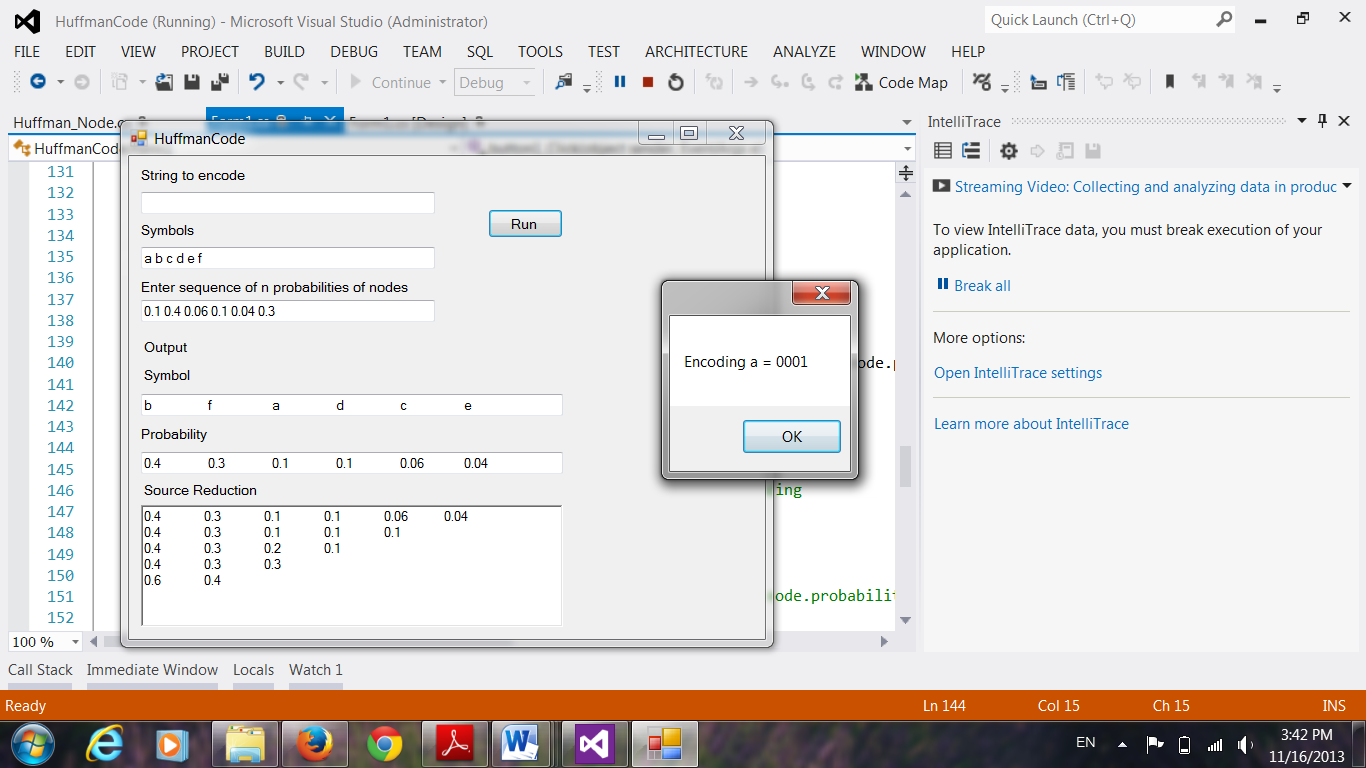 HuffmanCode (Running) - Microsoft Visual Studio (Administrator)
Quick Launch (Ctrl+Q)
FILE EDIT VIEW PROJECT BUILD DEBUG TEAM SQL TOOLS TEST ARCHITECTURE ANALYZE WINDOW HELP
Continue Debug Code Map
Huffman_Node.c
HuffmanCode
131
132
133
134
135
136
137
138
139
140
141
142
143
144
145
146
147
148
149
150
151
152
HuffmanCode
String to encode
Run
Symbols
a b c d e f
Enter sequence of n probabilities of nodes
0.1 0.4 0.06 0.1 0.04 0.3
Output
Symbol
b f a d c e
Probability
0.4 0.3 0.1 0.1 0.06 0.04
Source Reduction
0.4 0.3 0.1 0.1 0.06 0.04
0.4 0.3 0.1 0.1 0.1
0.4 0.3 0.2 0.1
0.4 0.3 0.3
0.6 0.4
Encoding a = 0001
OK
ode.p
ing
ode.probabilit
IntelliTrace
Streaming Video: Collecting and analyzing data in produc
To view IntelliTrace data, you must break execution of your
application.
Break all
More options:
Open IntelliTrace settings
Learn more about IntelliTrace
100 %
Call Stack Immediate Window Locals Watch 1
Ready Ln 144 Col 15 Ch 15 INS
EN
3:42 PM
11/16/2013